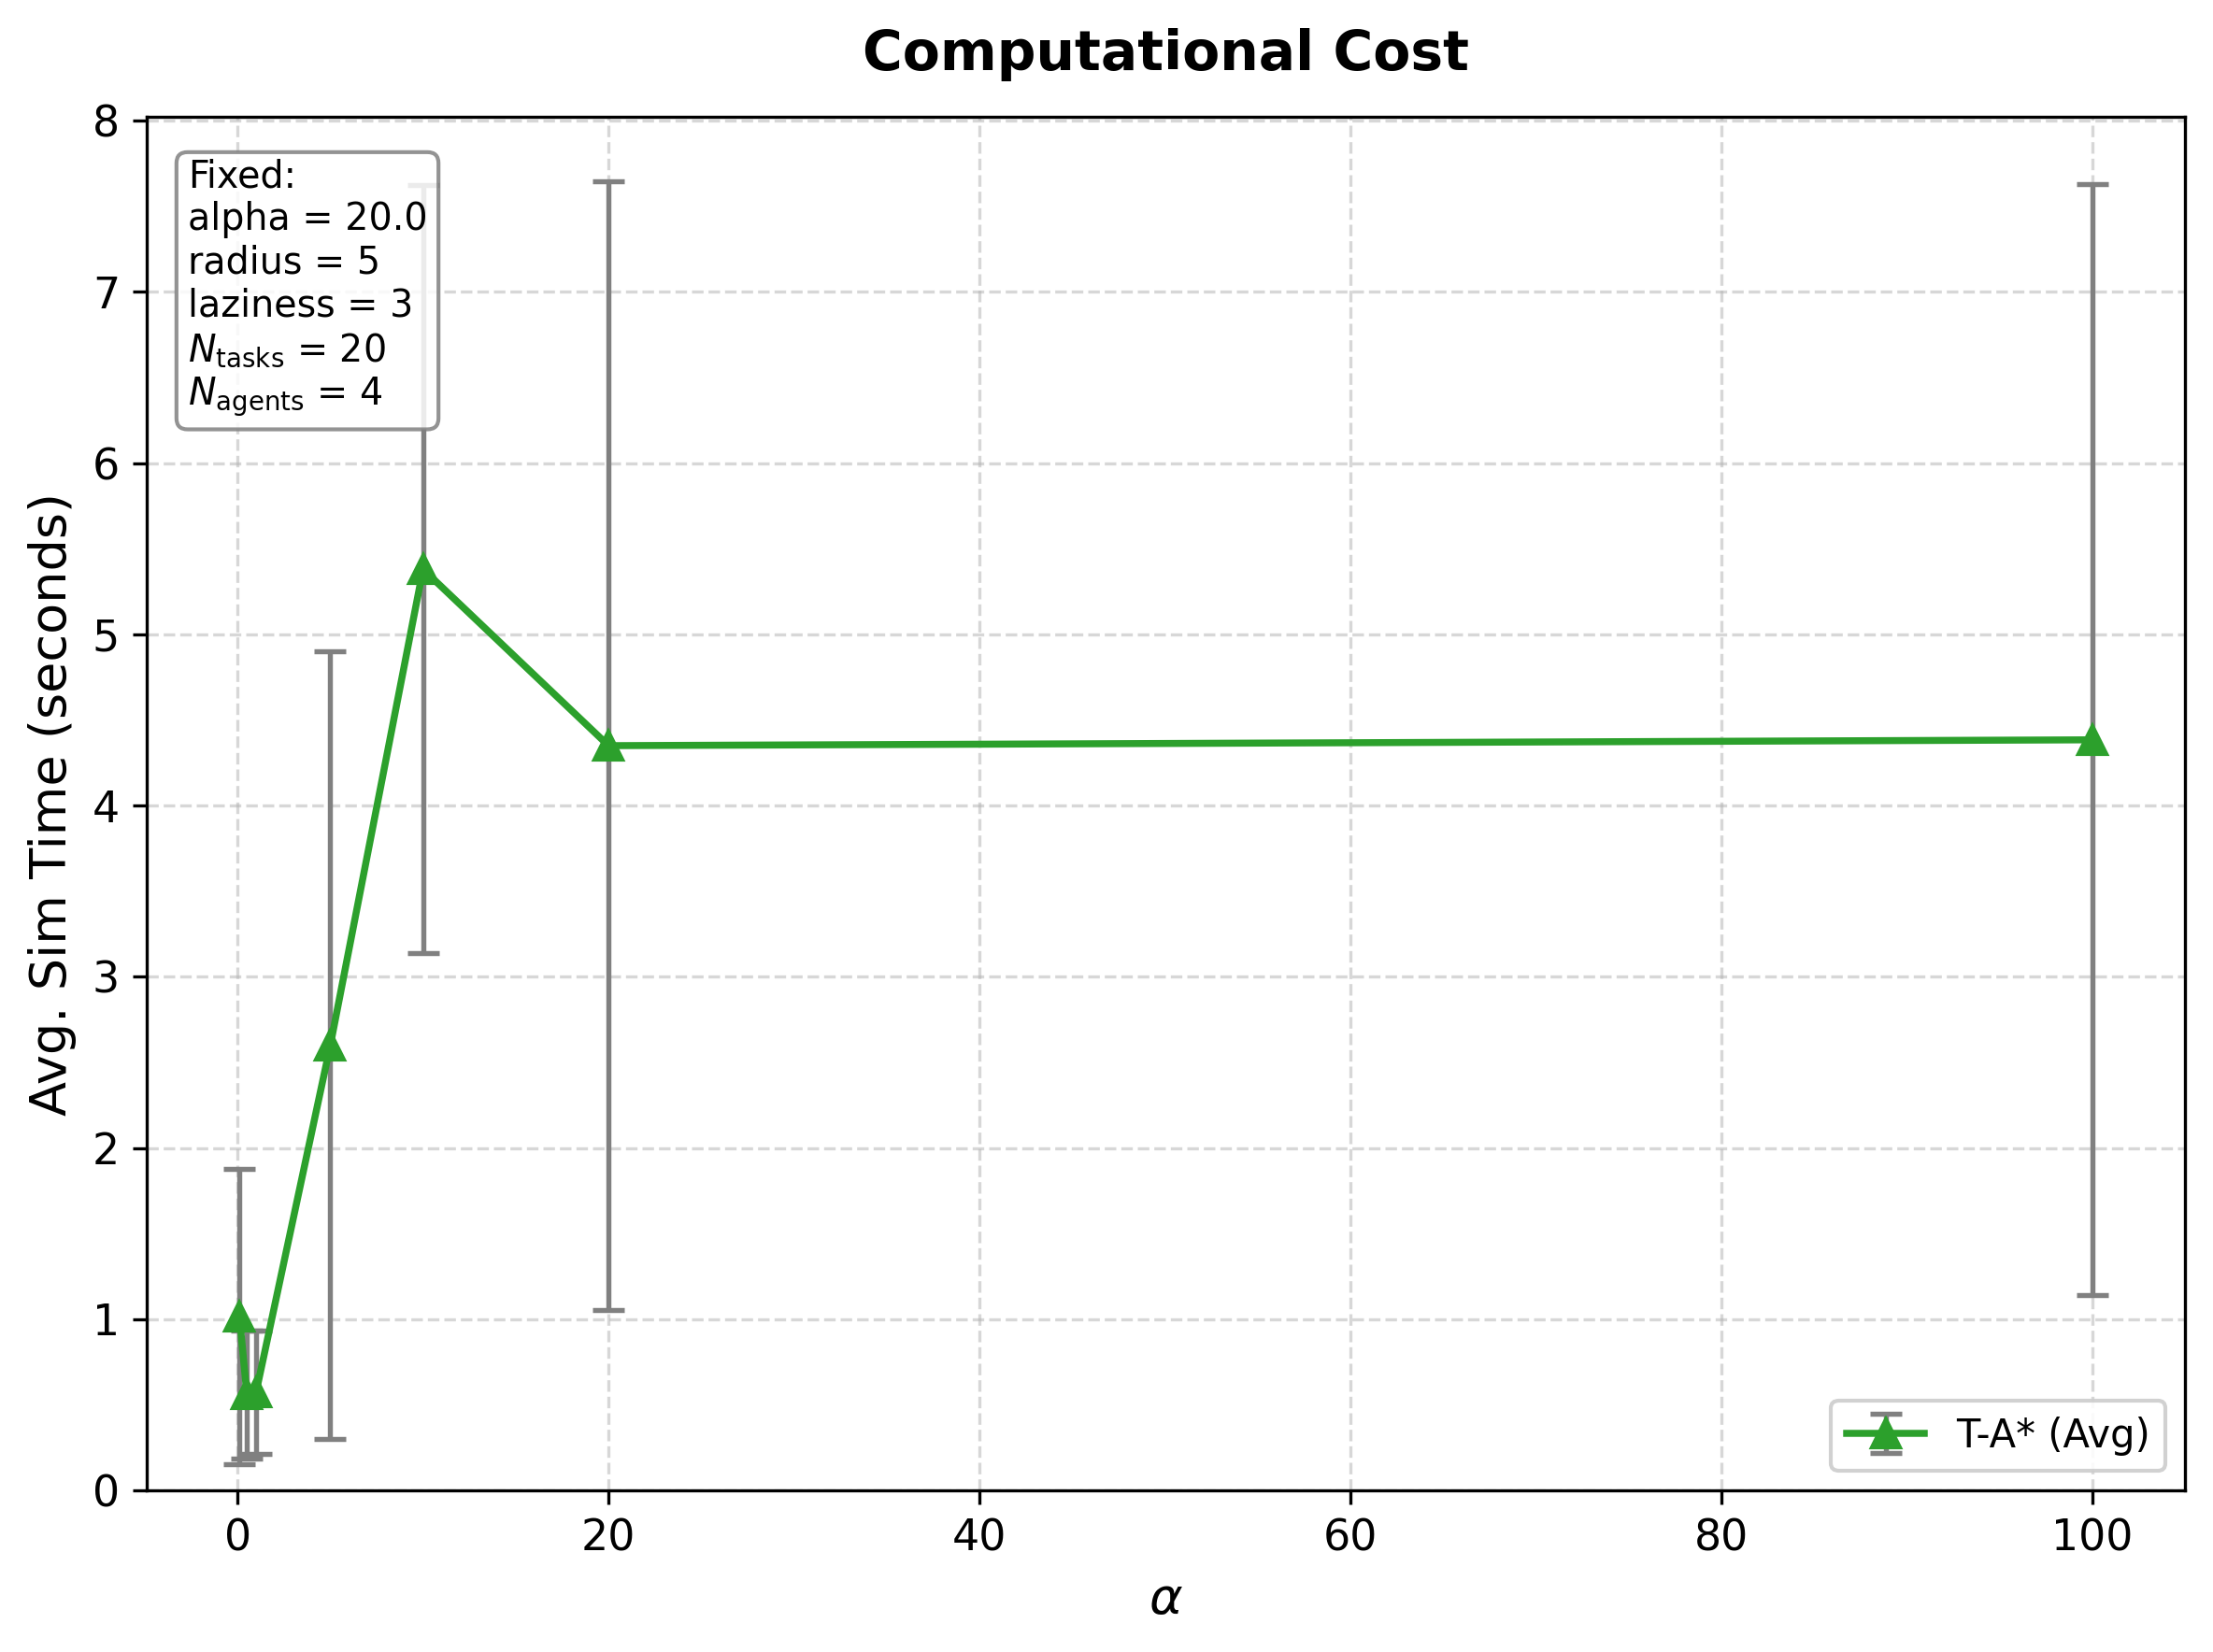 Computational Cost
8
7
6
5
4
3
2
1
0
Avg. Sim Time (seconds)
Fixed:
alpha = 20.0
radius = 5
laziness = 3
N_tasks = 20
N_agents = 4
T-A* (Avg)
0 20 40 60 80 100
α